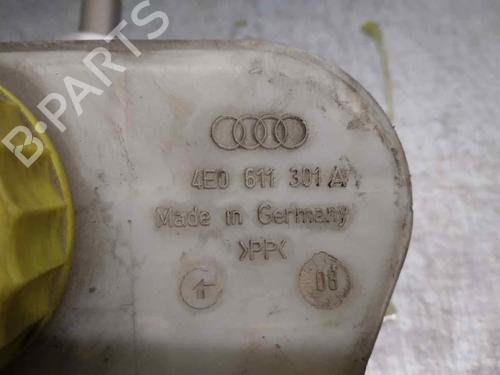 B·PARTS
4E0 611 301 A
Made in Germany
>PP<
06